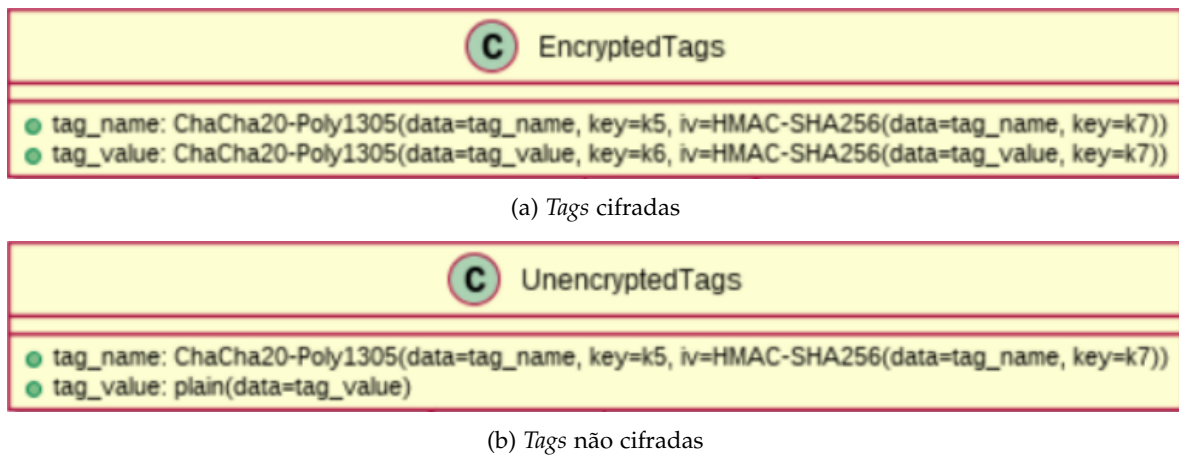 C EncryptedTags
tag_name: ChaCha20-Poly1305(data=tag_name, key=k5, iv=HMAC-SHA256(data=tag_name, key=k7))
tag_value: ChaCha20-Poly1305(data=tag_value, key=k6, iv=HMAC-SHA256(data=tag_value, key=k7))
(a) Tags cifradas
C UnencryptedTags
tag_name: ChaCha20-Poly1305(data=tag_name, key=k5, iv=HMAC-SHA256(data=tag_name, key=k7))
tag_value: plain(data=tag_value)
(b) Tags não cifradas